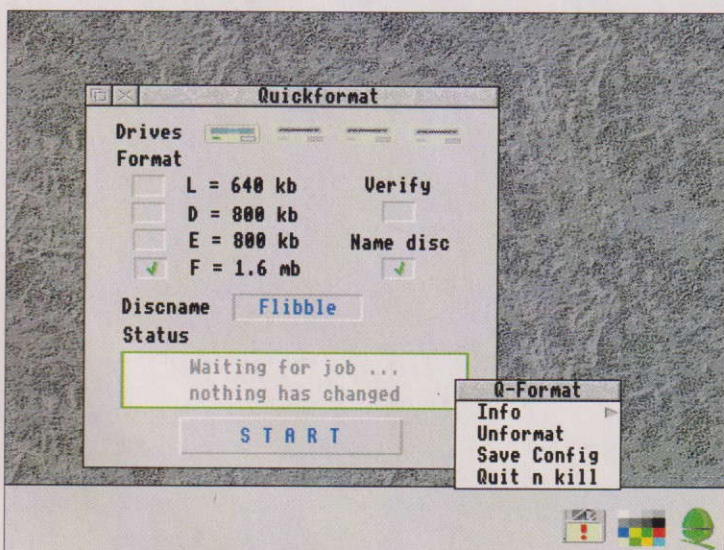 Quickformat
Drives
Format
L = 640 kb
Verify
D = 800 kb
E = 800 kb
Name disc
F = 1.6 mb
Discname
Flibble
Status
Waiting for job ...
nothing has changed
START
Q-Format
Info
Unformat
Save Config
Quit n kill